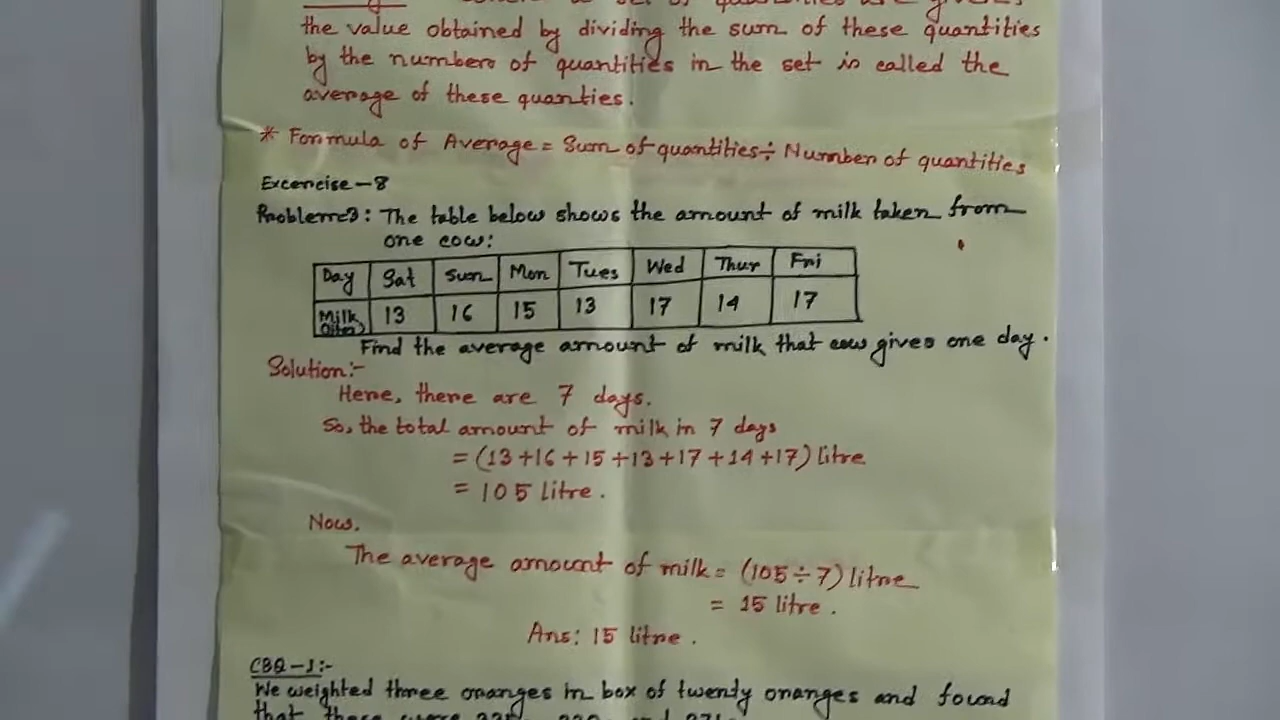 the value obtained by dividing the sum of these quantities
by the numbers of quantities in the set is called the
average of these quanties.
* Formula of Average = Sum of quantities ÷ Number of quantities
Excercise-8
Problem: The table below shows the amount of milk taken from
one cow:
Day Sat Sun Mon Tues Wed Thur Fri
Milk 13 16 15 13 17 14 17
Find the average amount of milk that cow gives one day.
Solution:-
Here, there are 7 days.
So, the total amount of milk in 7 days
= (13+16+15+13+17+14+17) litre
= 105 litre.
Now,
The average amount of milk = (105÷7) litre
= 15 litre.
Ans: 15 litre.
CBQ-1:-
We weighted three oranges in box of twenty oranges and found